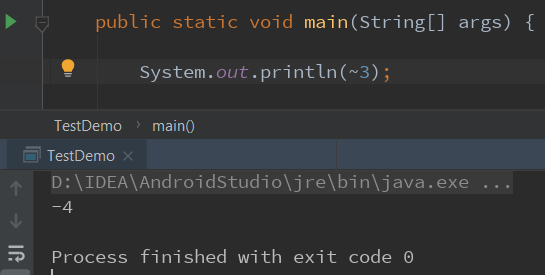 public static void main(String[] args) {
System.out.println(~3);
TestDemo › main()
TestDemo ×
D:\IDEA\AndroidStudio\jre\bin\java.exe ...
-4
Process finished with exit code 0